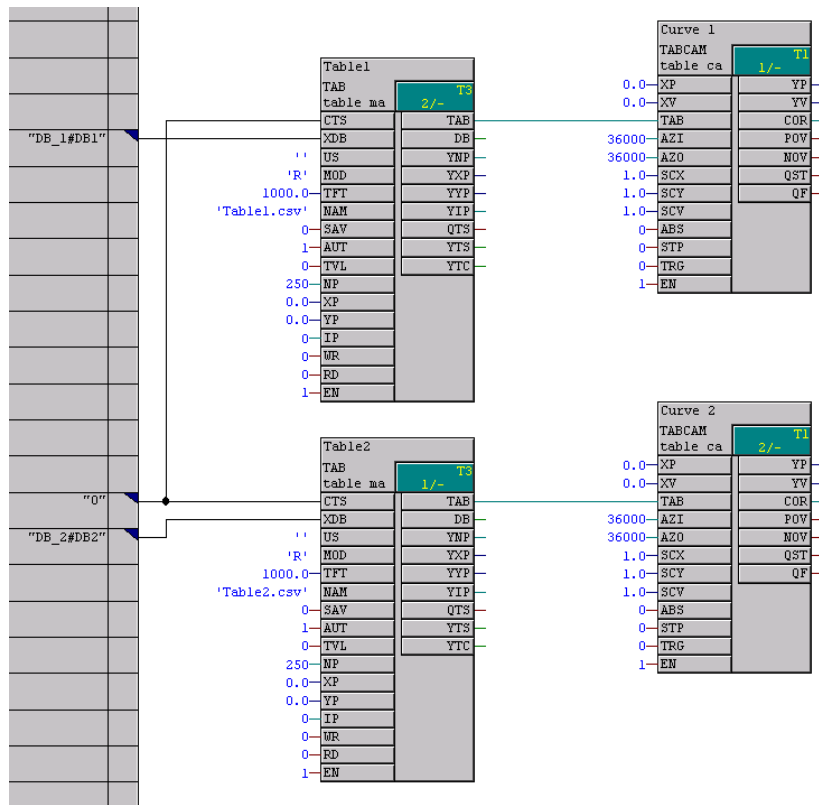 "DB_1#DB1"
"0"
"DB_2#DB2"
Table1
TAB
table ma
T3
2/-
CTS TAB
XDB DB
'' US YNP
'R' MOD YXP
1000.0 TFT YYP
'Table1.csv' NAM YIP
0 SAV QTS
1 AUT YTS
0 TVL YTC
250 NP
0.0 XP
0.0 YP
0 IP
0 WR
0 RD
1 EN
Curve 1
TABCAM
table ca
T1
1/-
0.0 XP YP
0.0 XV YV
TAB COR
36000 AZI POV
36000 AZO NOV
1.0 SCX QST
1.0 SCY QF
1.0 SCV
0 ABS
0 STP
0 TRG
1 EN
Table2
TAB
table ma
T3
1/-
CTS TAB
XDB DB
'' US YNP
'R' MOD YXP
1000.0 TFT YYP
'Table2.csv' NAM YIP
0 SAV QTS
1 AUT YTS
0 TVL YTC
250 NP
0.0 XP
0.0 YP
0 IP
0 WR
0 RD
1 EN
Curve 2
TABCAM
table ca
T1
2/-
0.0 XP YP
0.0 XV YV
TAB COR
36000 AZI POV
36000 AZO NOV
1.0 SCX QST
1.0 SCY QF
1.0 SCV
0 ABS
0 STP
0 TRG
1 EN